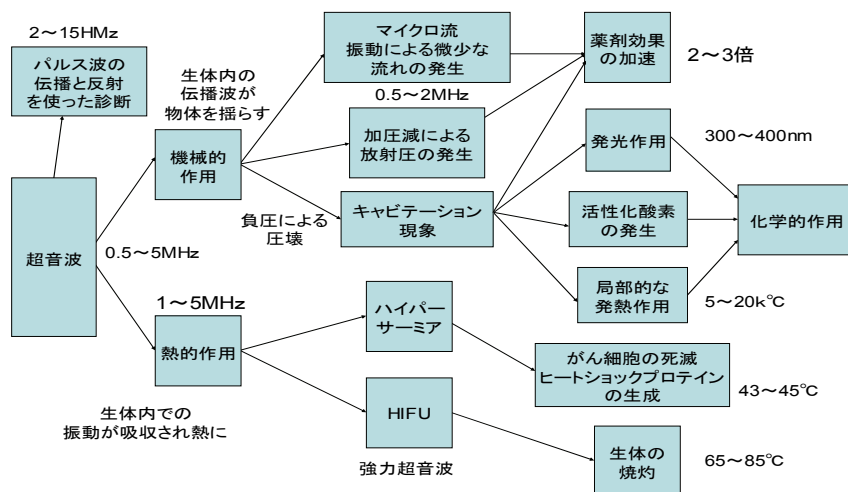 2～15HMz
パルス波の
伝播と反射
を使った診断
超音波
0.5～5MHz
生体内の
伝播波が
物体を揺らす
機械的
作用
負圧による
圧壊
1～5MHz
熱的作用
生体内での
振動が吸収され熱に
マイクロ流
振動による微少な
流れの発生
0.5～2MHz
加圧減による
放射圧の発生
キャビテーション
現象
ハイパー
サーミア
HIFU
強力超音波
薬剤効果
の加速
2～3倍
発光作用
300～400nm
活性化酸素
の発生
局部的な
発熱作用
5～20k℃
化学的作用
がん細胞の死滅
ヒートショックプロテイン
の生成
43～45℃
生体の
焼灼
65～85℃